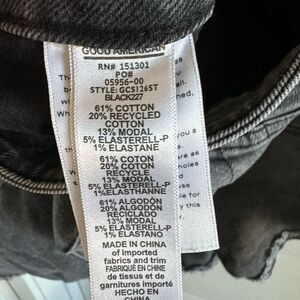 GOOD AMERICAN
RN# 151301
PO#
05956-00
STYLE: GCS126ST
BLACK227
61% COTTON
20% RECYCLED
COTTON
13% MODAL
5% ELASTERELL-P
1% ELASTANE
61% COTON
20% COTON
RECYCLE
13% MODAL
5% ELASTERELL-P
1%ELASTHANNE
61% ALGODÓN
20% ALGODÓN
RECICLADO
13% MODAL
5% ELASTERELL-P
1% ELASTANO
MADE IN CHINA
of imported
fabrics and trim
FABRIQUÉ EN CHINE
de tissus et de
garnitures importés
HECHO EN
CHINA